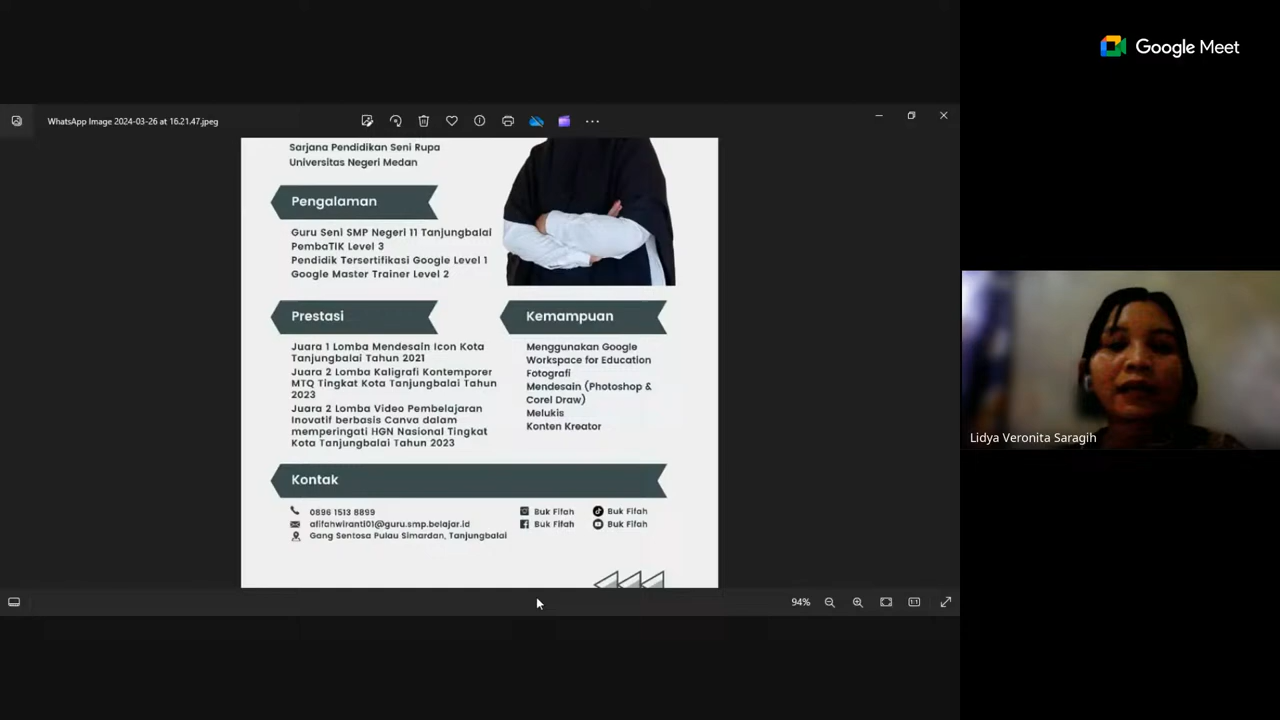 Google Meet
WhatsApp Image 2024-03-26 at 16.21.47.jpeg
Sarjana Pendidikan Seni Rupa
Universitas Negeri Medan
Pengalaman
Guru Seni SMP Negeri 11 Tanjungbalai
PembaTIK Level 3
Pendidik Tersertifikasi Google Level 1
Google Master Trainer Level 2
Prestasi
Juara 1 Lomba Mendesain Icon Kota
Tanjungbalai Tahun 2021
Juara 2 Lomba Kaligrafi Kontemporer
MTQ Tingkat Kota Tanjungbalai Tahun
2023
Juara 2 Lomba Video Pembelajaran
Inovatif berbasis Canva dalam
memperingati HGN Nasional Tingkat
Kota Tanjungbalai Tahun 2023
Kemampuan
Menggunakan Google
Workspace for Education
Fotografi
Mendesain (Photoshop &
Corel Draw)
Melukis
Konten Kreator
Kontak
0896 1513 8899
afifahwiranti01@guru.smp.belajar.id
Gang Sentosa Pulau Simardan, Tanjungbalai
Buk Fifah
Buk Fifah
Buk Fifah
Buk Fifah
94%
Lidya Veronita Saragih